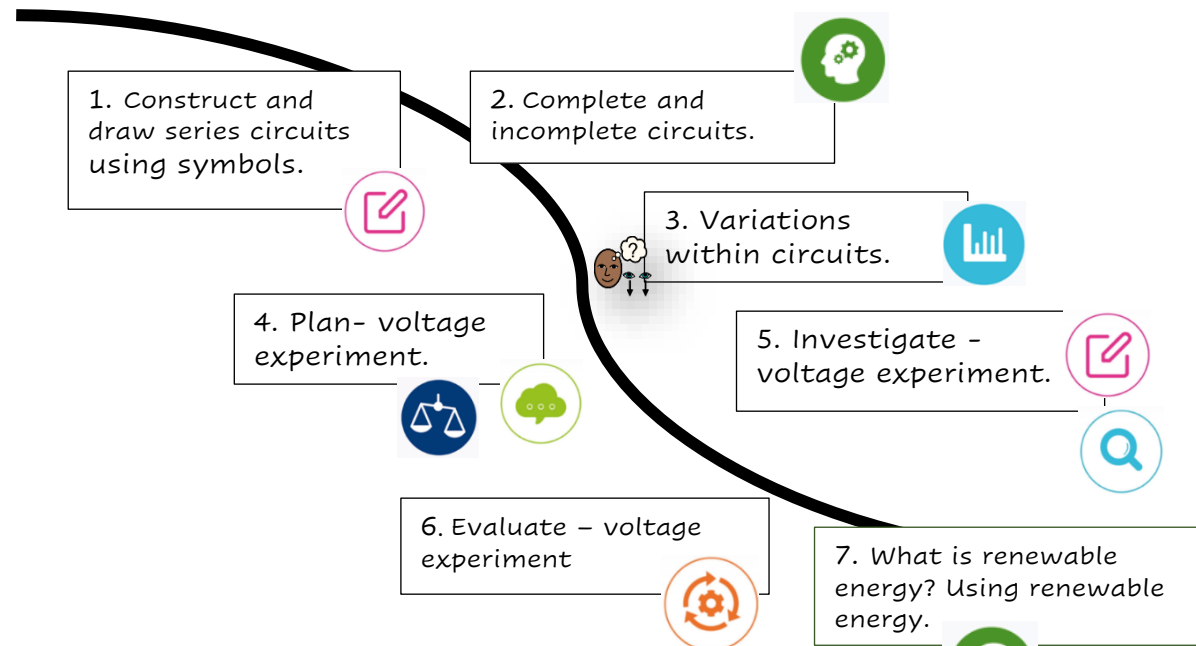 1. Construct and
draw series circuits
using symbols.
2. Complete and
incomplete circuits.
3. Variations
within circuits.
?
4. Plan- voltage
experiment.
5. Investigate -
voltage experiment.
6. Evaluate – voltage
experiment
7. What is renewable
energy? Using renewable
energy.